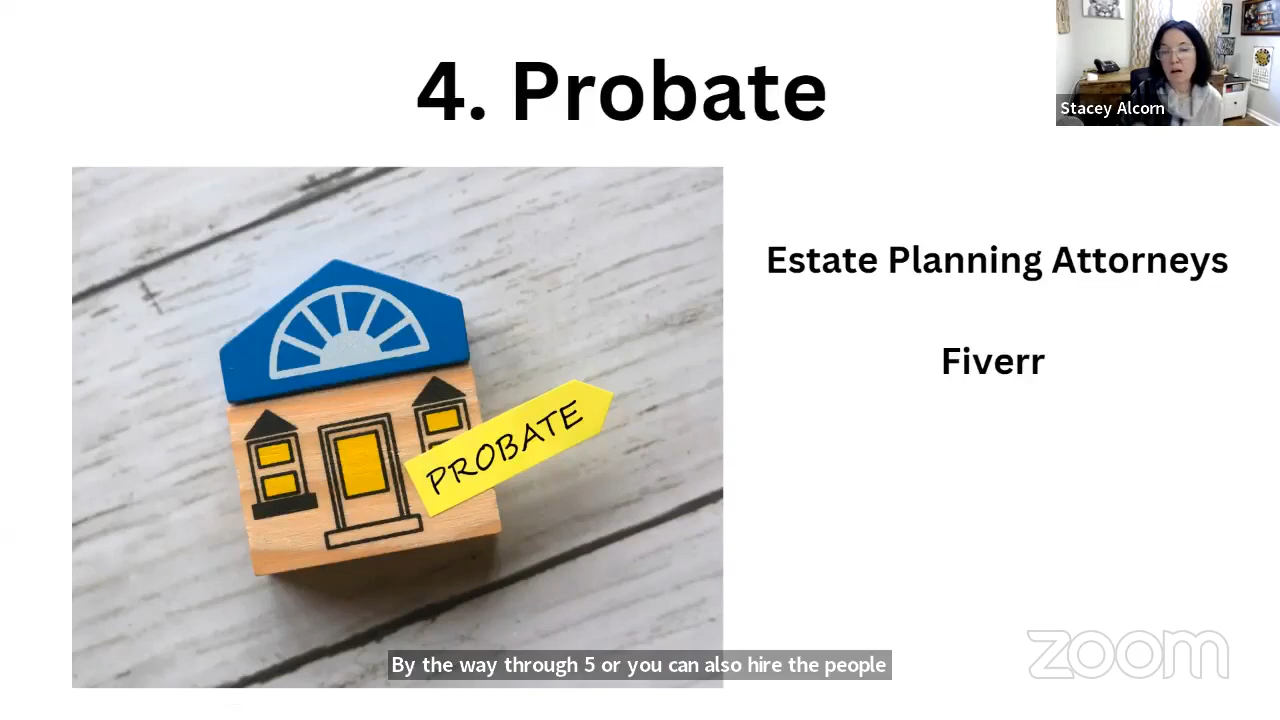 4. Probate
Stacey Alcorn
Estate Planning Attorneys
Fiverr
PROBATE
By the way through 5 or you can also hire the people
zoom